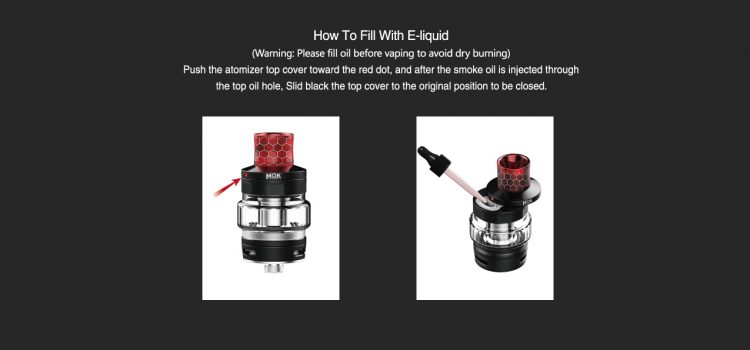 How To Fill With E-liquid
(Warning: Please fill oil before vaping to avoid dry burning)
Push the atomizer top cover toward the red dot, and after the smoke oil is injected through
the top oil hole, Slid black the top cover to the original position to be closed.
MOK